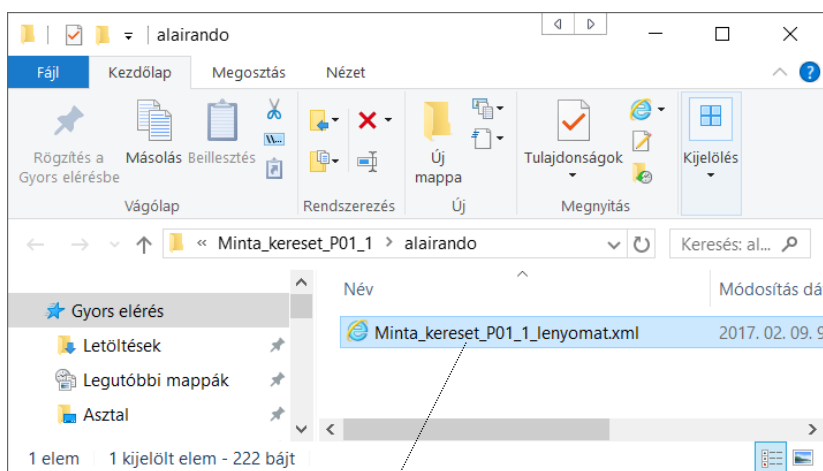 alairando
Fájl Kezdőlap Megosztás Nézet
Rögzítés a Gyors elérésbe
Másolás
Beillesztés
W...
Új mappa
Tulajdonságok
Kijelölés
Vágólap Rendszerezés Új Megnyitás
« Minta_kereset_P01_1 > alairando
Keresés: al...
Név Módosítás dá
Gyors elérés
Minta_kereset_P01_1_lenyomat.xml 2017. 02. 09. 9
Letöltések
Legutóbbi mappák
Asztal
1 elem 1 kijelölt elem - 222 bájt